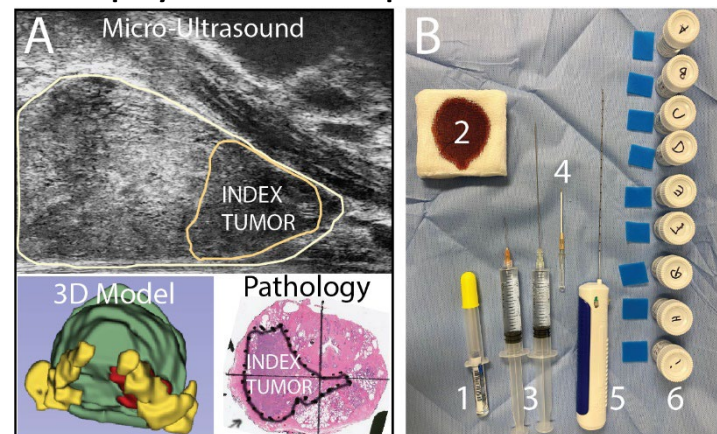 A
Micro-Ultrasound
INDEX
TUMOR
3D Model
Pathology
INDEX
TUMOR
B
2
4
1
3
5
6
A
B
C
D
E
F
G
H